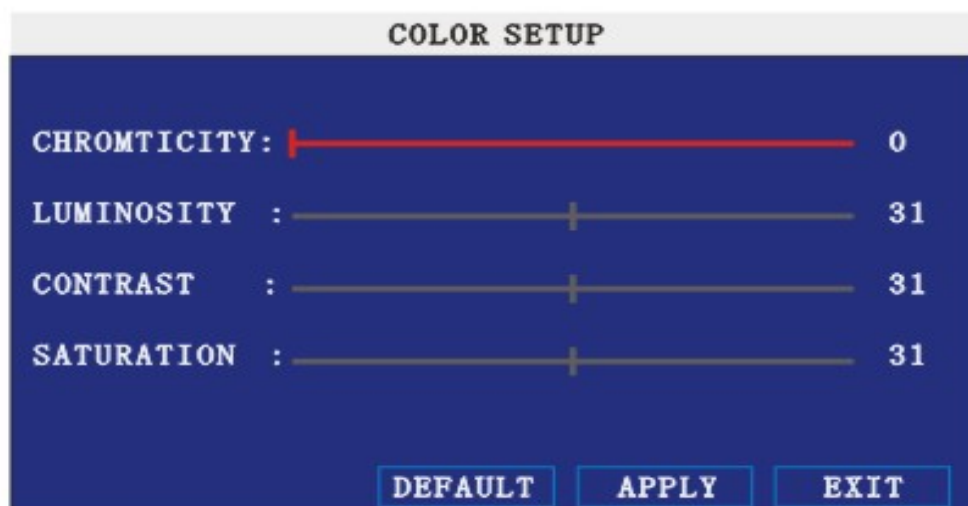 COLOR SETUP
CHROMTICITY: 0
LUMINOSITY : 31
CONTRAST : 31
SATURATION : 31
DEFAULT APPLY EXIT